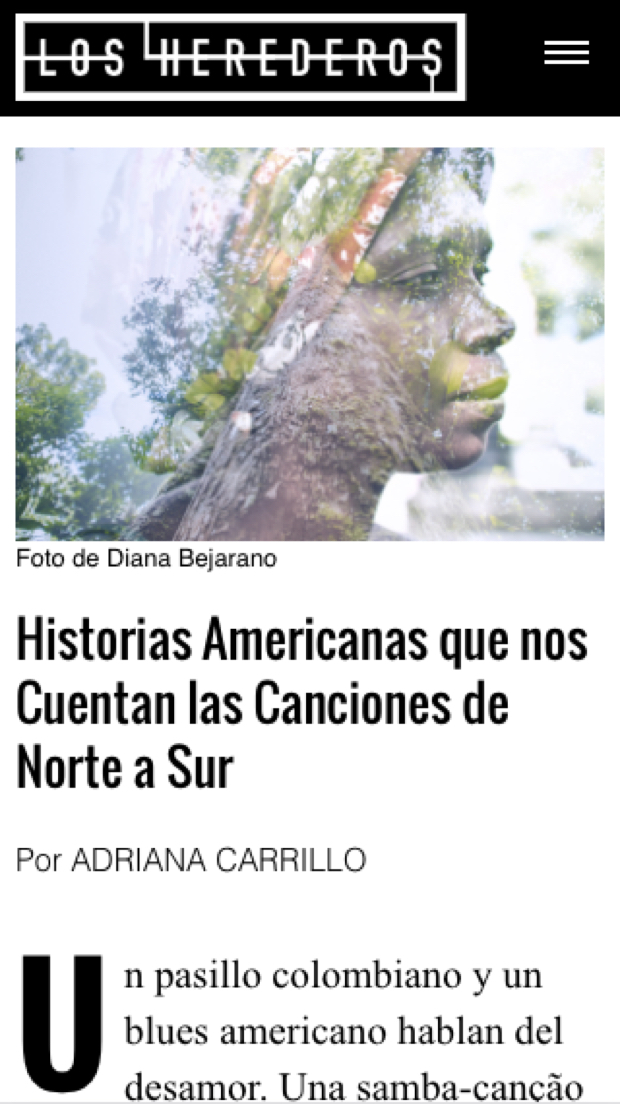 LOS HEREDEROS
Foto de Diana Bejarano
Historias Americanas que nos
Cuentan las Canciones de
Norte a Sur
Por ADRIANA CARRILLO
Un pasillo colombiano y un
blues americano hablan del
desamor. Una samba-canção